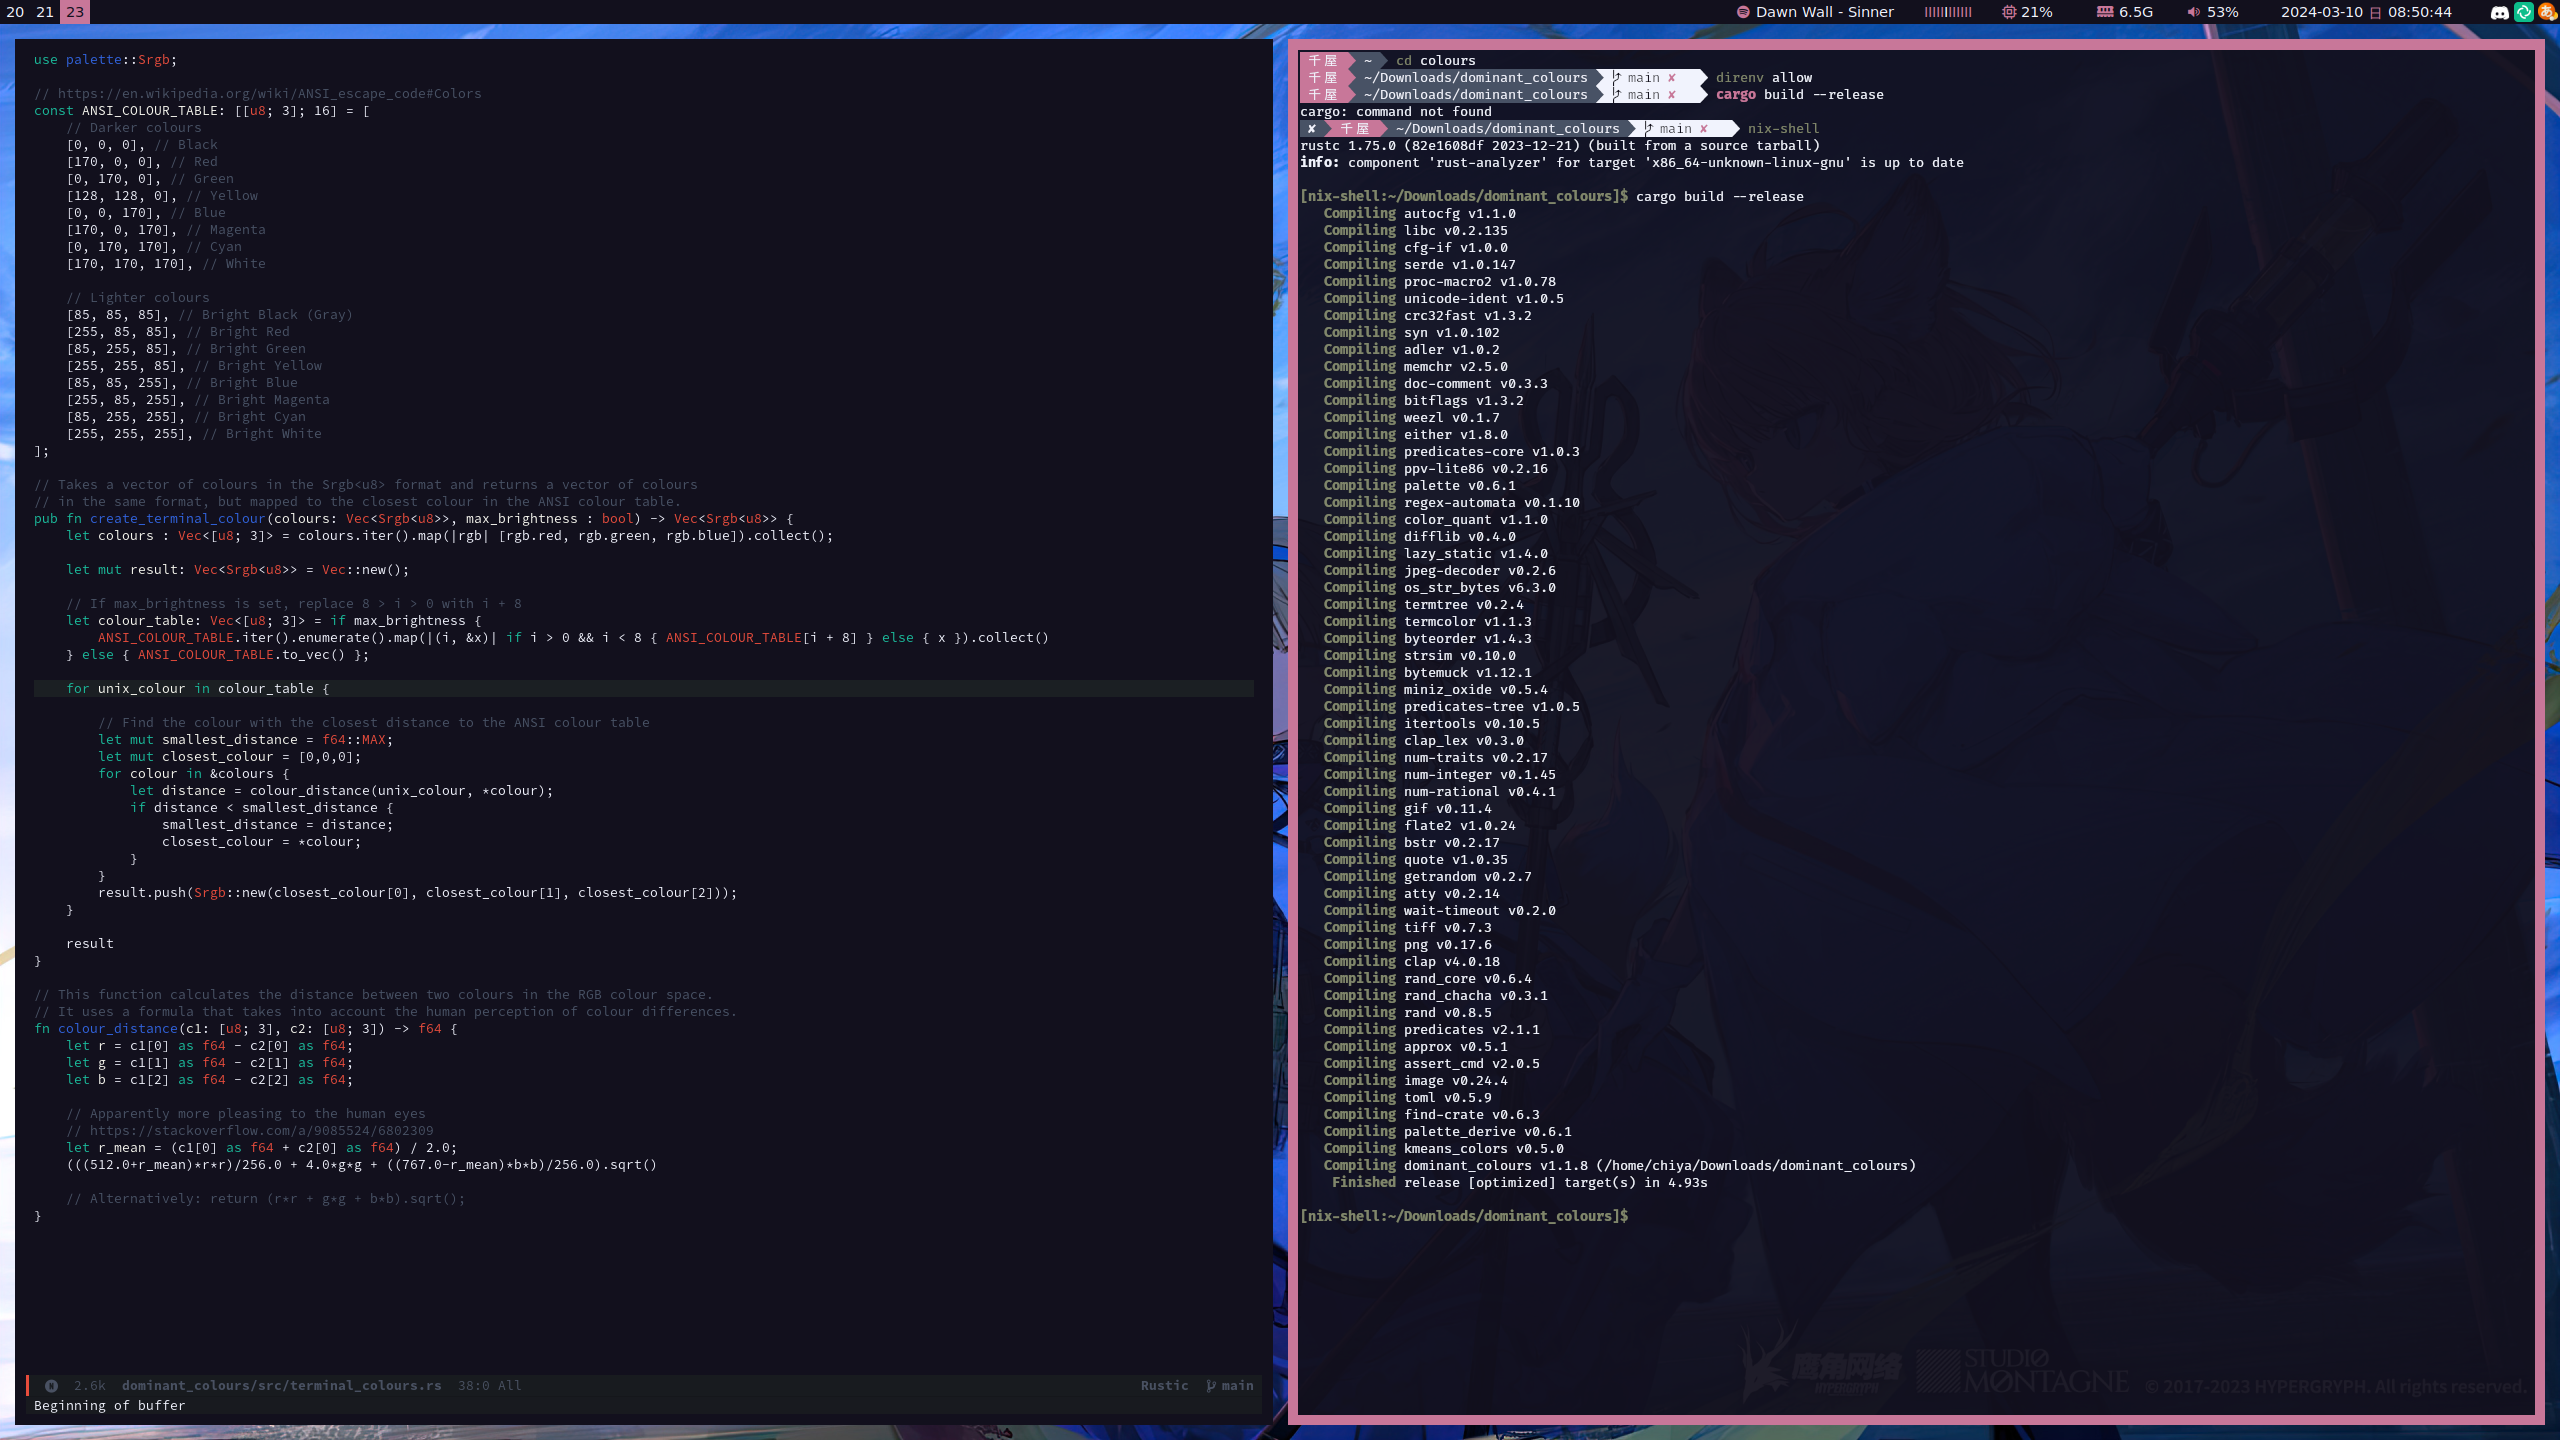 20 21 23
Dawn Wall - Sinner 21% 6.5G 53% 2024-03-10 日 08:50:44
use palette::Srgb;
// https://en.wikipedia.org/wiki/ANSI_escape_code#Colors
const ANSI_COLOUR_TABLE: [[u8; 3]; 16] = [
    // Darker colours
    [0, 0, 0], // Black
    [170, 0, 0], // Red
    [0, 170, 0], // Green
    [128, 128, 0], // Yellow
    [0, 0, 170], // Blue
    [170, 0, 170], // Magenta
    [0, 170, 170], // Cyan
    [170, 170, 170], // White
    // Lighter colours
    [85, 85, 85], // Bright Black (Gray)
    [255, 85, 85], // Bright Red
    [85, 255, 85], // Bright Green
    [255, 255, 85], // Bright Yellow
    [85, 85, 255], // Bright Blue
    [255, 85, 255], // Bright Magenta
    [85, 255, 255], // Bright Cyan
    [255, 255, 255], // Bright White
];
// Takes a vector of colours in the Srgb<u8> format and returns a vector of colours
// in the same format, but mapped to the closest colour in the ANSI colour table.
pub fn create_terminal_colour(colours: Vec<Srgb<u8>>, max_brightness : bool) -> Vec<Srgb<u8>> {
    let colours : Vec<[u8; 3]> = colours.iter().map(|rgb| [rgb.red, rgb.green, rgb.blue]).collect();
    let mut result: Vec<Srgb<u8>> = Vec::new();
    // If max_brightness is set, replace 8 > i > 0 with i + 8
    let colour_table: Vec<[u8; 3]> = if max_brightness {
        ANSI_COLOUR_TABLE.iter().enumerate().map(|(i, &x)| if i > 0 && i < 8 { ANSI_COLOUR_TABLE[i + 8] } else { x }).collect()
    } else { ANSI_COLOUR_TABLE.to_vec() };
    for unix_colour in colour_table {
        // Find the colour with the closest distance to the ANSI colour table
        let mut smallest_distance = f64::MAX;
        let mut closest_colour = [0,0,0];
        for colour in &colours {
            let distance = colour_distance(unix_colour, *colour);
            if distance < smallest_distance {
                smallest_distance = distance;
                closest_colour = *colour;
            }
        }
        result.push(Srgb::new(closest_colour[0], closest_colour[1], closest_colour[2]));
    }
    result
}
// This function calculates the distance between two colours in the RGB colour space.
// It uses a formula that takes into account the human perception of colour differences.
fn colour_distance(c1: [u8; 3], c2: [u8; 3]) -> f64 {
    let r = c1[0] as f64 - c2[0] as f64;
    let g = c1[1] as f64 - c2[1] as f64;
    let b = c1[2] as f64 - c2[2] as f64;
    // Apparently more pleasing to the human eyes
    // https://stackoverflow.com/a/9085524/6802309
    let r_mean = (c1[0] as f64 + c2[0] as f64) / 2.0;
    (((512.0+r_mean)*r*r)/256.0 + 4.0*g*g + ((767.0-r_mean)*b*b)/256.0).sqrt()
    // Alternatively: return (r*r + g*g + b*b).sqrt();
}
N 2.6k dominant_colours/src/terminal_colours.rs 38:0 All Rustic main
Beginning of buffer
千屋 ~ cd colours
千屋 ~/Downloads/dominant_colours main ✘ direnv allow
千屋 ~/Downloads/dominant_colours main ✘ cargo build --release
cargo: command not found
✘ 千屋 ~/Downloads/dominant_colours main ✘ nix-shell
rustc 1.75.0 (82e1608df 2023-12-21) (built from a source tarball)
info: component 'rust-analyzer' for target 'x86_64-unknown-linux-gnu' is up to date
[nix-shell:~/Downloads/dominant_colours]$ cargo build --release
   Compiling autocfg v1.1.0
   Compiling libc v0.2.135
   Compiling cfg-if v1.0.0
   Compiling serde v1.0.147
   Compiling proc-macro2 v1.0.78
   Compiling unicode-ident v1.0.5
   Compiling crc32fast v1.3.2
   Compiling syn v1.0.102
   Compiling adler v1.0.2
   Compiling memchr v2.5.0
   Compiling doc-comment v0.3.3
   Compiling bitflags v1.3.2
   Compiling weezl v0.1.7
   Compiling either v1.8.0
   Compiling predicates-core v1.0.3
   Compiling ppv-lite86 v0.2.16
   Compiling palette v0.6.1
   Compiling regex-automata v0.1.10
   Compiling color_quant v1.1.0
   Compiling difflib v0.4.0
   Compiling lazy_static v1.4.0
   Compiling jpeg-decoder v0.2.6
   Compiling os_str_bytes v6.3.0
   Compiling termtree v0.2.4
   Compiling termcolor v1.1.3
   Compiling byteorder v1.4.3
   Compiling strsim v0.10.0
   Compiling bytemuck v1.12.1
   Compiling miniz_oxide v0.5.4
   Compiling predicates-tree v1.0.5
   Compiling itertools v0.10.5
   Compiling clap_lex v0.3.0
   Compiling num-traits v0.2.17
   Compiling num-integer v0.1.45
   Compiling num-rational v0.4.1
   Compiling gif v0.11.4
   Compiling flate2 v1.0.24
   Compiling bstr v0.2.17
   Compiling quote v1.0.35
   Compiling getrandom v0.2.7
   Compiling atty v0.2.14
   Compiling wait-timeout v0.2.0
   Compiling tiff v0.7.3
   Compiling png v0.17.6
   Compiling clap v4.0.18
   Compiling rand_core v0.6.4
   Compiling rand_chacha v0.3.1
   Compiling rand v0.8.5
   Compiling predicates v2.1.1
   Compiling approx v0.5.1
   Compiling assert_cmd v2.0.5
   Compiling image v0.24.4
   Compiling toml v0.5.9
   Compiling find-crate v0.6.3
   Compiling palette_derive v0.6.1
   Compiling kmeans_colors v0.5.0
   Compiling dominant_colours v1.1.8 (/home/chiya/Downloads/dominant_colours)
    Finished release [optimized] target(s) in 4.93s
[nix-shell:~/Downloads/dominant_colours]$
鹰角网络
HYPERGRYPH
STUDIO
MONTAGNE
© 2017-2023 HYPERGRYPH. All rights reserved.